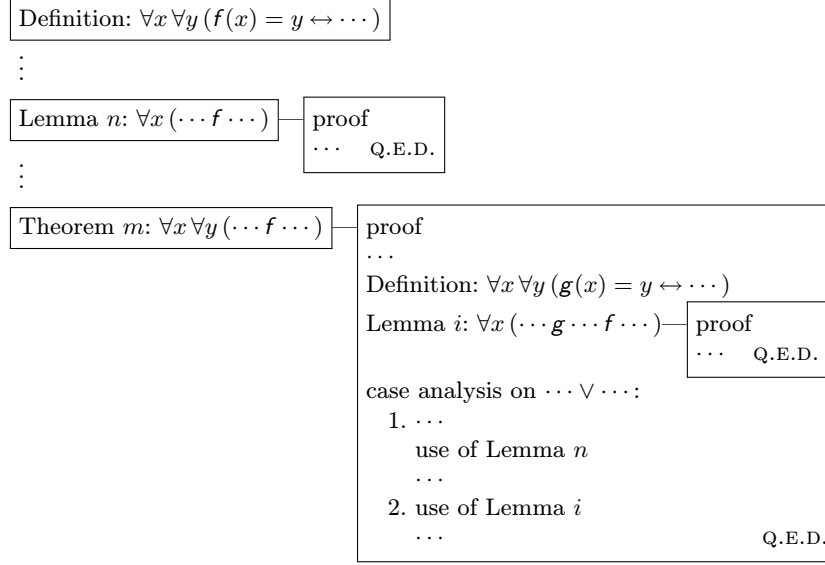 Definition: ∀x ∀y (f(x) = y ↔ ⋯)
⋮
Lemma n: ∀x (⋯ f ⋯)
proof
⋯ Q.E.D.
⋮
Theorem m: ∀x ∀y (⋯ f ⋯)
proof
⋯
Definition: ∀x ∀y (g(x) = y ↔ ⋯)
Lemma i: ∀x (⋯ g ⋯ f ⋯)
proof
⋯ Q.E.D.
case analysis on ⋯ ∨ ⋯:
1. ⋯
use of Lemma n
⋯
2. use of Lemma i
⋯ Q.E.D.